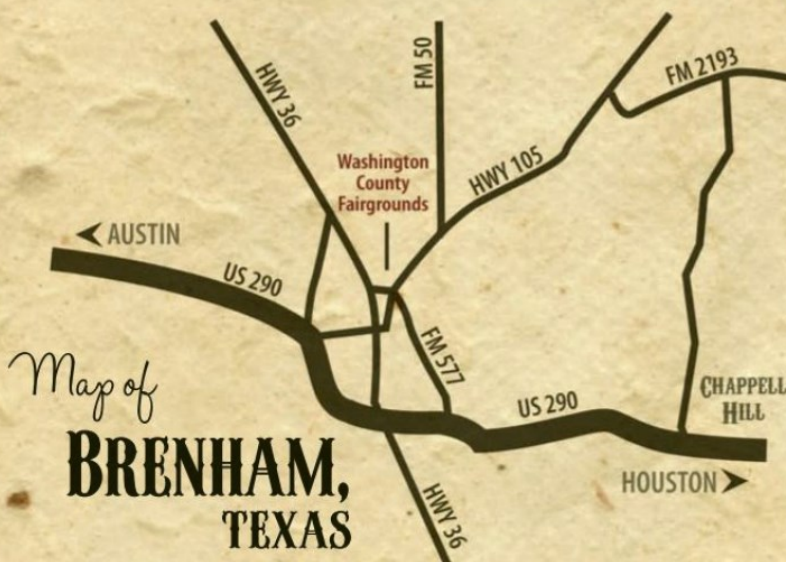 HWY 36
FM 50
FM 2193
Washington
County
Fairgrounds
HWY 105
AUSTIN
US 290
FM 577
Map of
BRENHAM,
TEXAS
US 290
CHAPPELL
HILL
HOUSTON
HWY 36